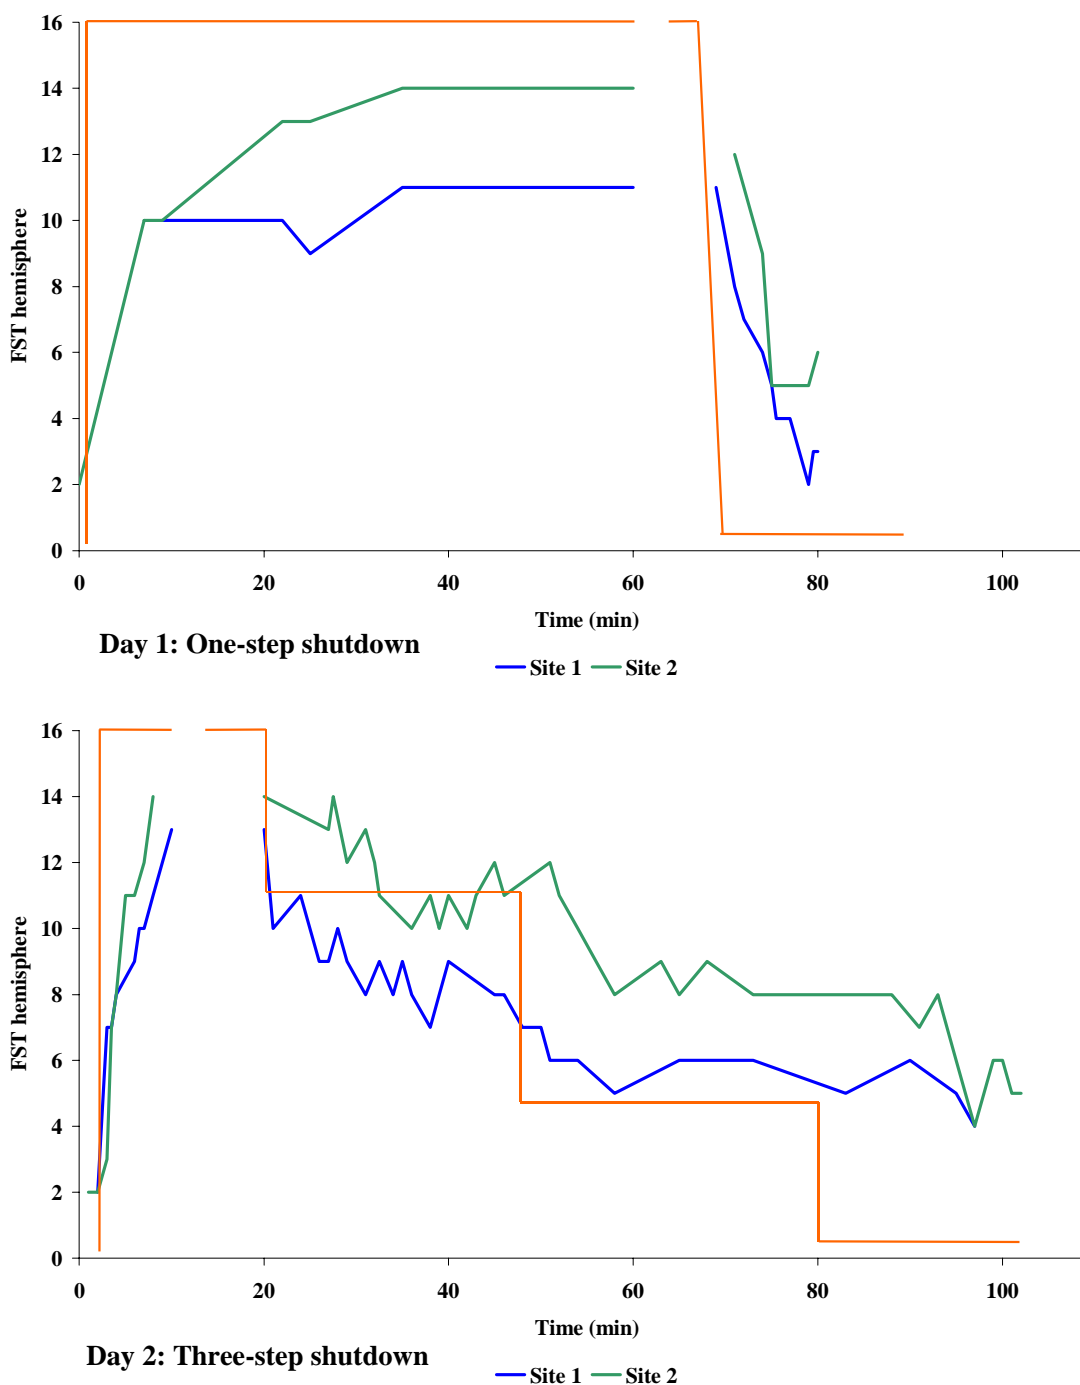 16
14
12
10
8
6
4
2
0
FST hemisphere
0 20 40 60 80 100
Time (min)
Day 1: One-step shutdown
Site 1 Site 2
16
14
12
10
8
6
4
2
0
FST hemisphere
0 20 40 60 80 100
Time (min)
Day 2: Three-step shutdown
Site 1 Site 2